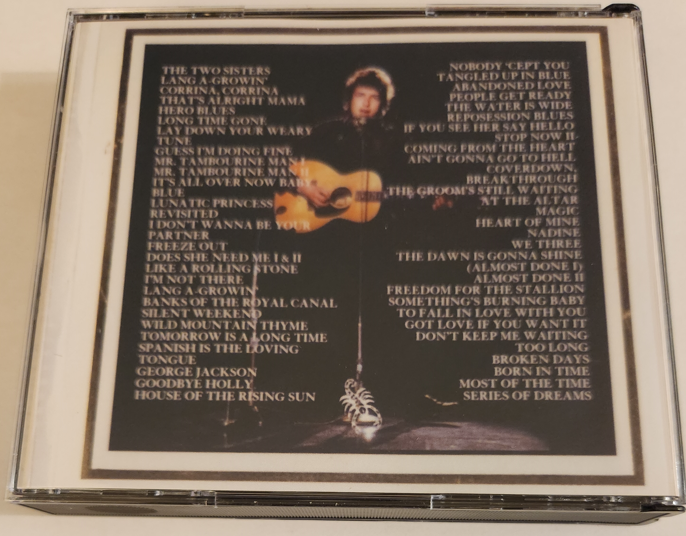 THE TWO SISTERS
LANG A-GROWIN'
CORRINA, CORRINA
THAT'S ALRIGHT MAMA
HERO BLUES
LONG TIME GONE
LAY DOWN YOUR WEARY
TUNE
GUESS I'M DOING FINE
MR. TAMBOURINE MAN I
MR. TAMBOURINE MAN II
IT'S ALL OVER NOW BABY
BLUE
LUNATIC PRINCESS
REVISITED
I DON'T WANNA BE YOUR
PARTNER
FREEZE OUT
DOES SHE NEED ME I & II
LIKE A ROLLING STONE
I'M NOT THERE
LANG A-GROWIN'
BANKS OF THE ROYAL CANAL
SILENT WEEKEND
WILD MOUNTAIN THYME
TOMORROW IS A LONG TIME
SPANISH IS THE LOVING
TONGUE
GEORGE JACKSON
GOODBYE HOLLY
HOUSE OF THE RISING SUN
NOBODY 'CEPT YOU
TANGLED UP IN BLUE
ABANDONED LOVE
PEOPLE GET READY
THE WATER IS WIDE
REPOSESSION BLUES
IF YOU SEE HER SAY HELLO
STOP NOW II
COMING FROM THE HEART
AIN'T GONNA GO TO HELL
COVERDOWN,
BREAKTHROUGH
THE GROOM'S STILL WAITING
AT THE ALTAR
MAGIC
HEART OF MINE
NADINE
WE THREE
THE DAWN IS GONNA SHINE
(ALMOST DONE I)
ALMOST DONE II
FREEDOM FOR THE STALLION
SOMETHING'S BURNING BABY
TO FALL IN LOVE WITH YOU
GOT LOVE IF YOU WANT IT
DON'T KEEP ME WAITING
TOO LONG
BROKEN DAYS
BORN IN TIME
MOST OF THE TIME
SERIES OF DREAMS